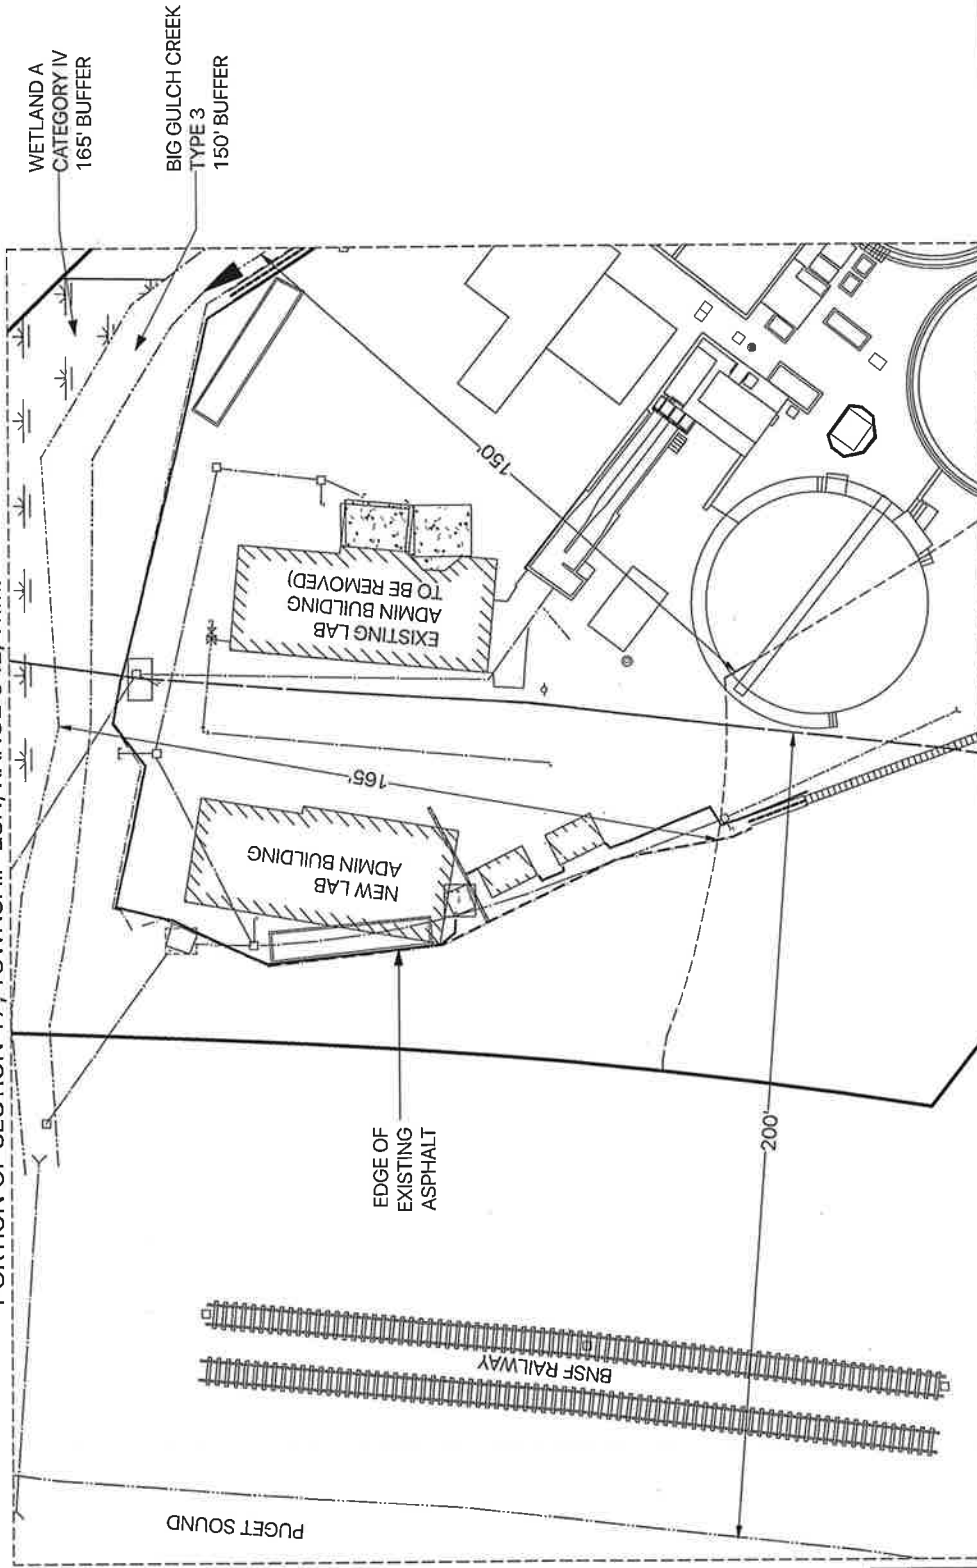 WETLAND A
CATEGORY IV
165' BUFFER
BIG GULCH CREEK
TYPE 3
150' BUFFER
150'
EXISTING LAB
ADMIN BUILDING
TO BE REMOVED)
165'
NEW LAB
ADMIN BUILDING
EDGE OF
EXISTING
ASPHALT
200'
BNSF RAILWAY
PUGET SOUND